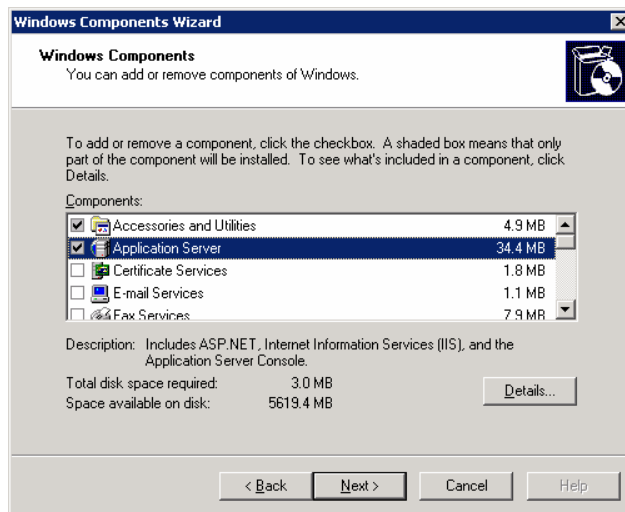 Windows Components Wizard
Windows Components
You can add or remove components of Windows.
To add or remove a component, click the checkbox. A shaded box means that only
part of the component will be installed. To see what's included in a component, click
Details.
Components:
Accessories and Utilities 4.9 MB
Application Server 34.4 MB
Certificate Services 1.8 MB
E-mail Services 1.1 MB
Fax Services 7.9 MB
Description: Includes ASP.NET, Internet Information Services (IIS), and the
Application Server Console.
Total disk space required: 3.0 MB
Space available on disk: 5619.4 MB
Details...
< Back Next > Cancel Help